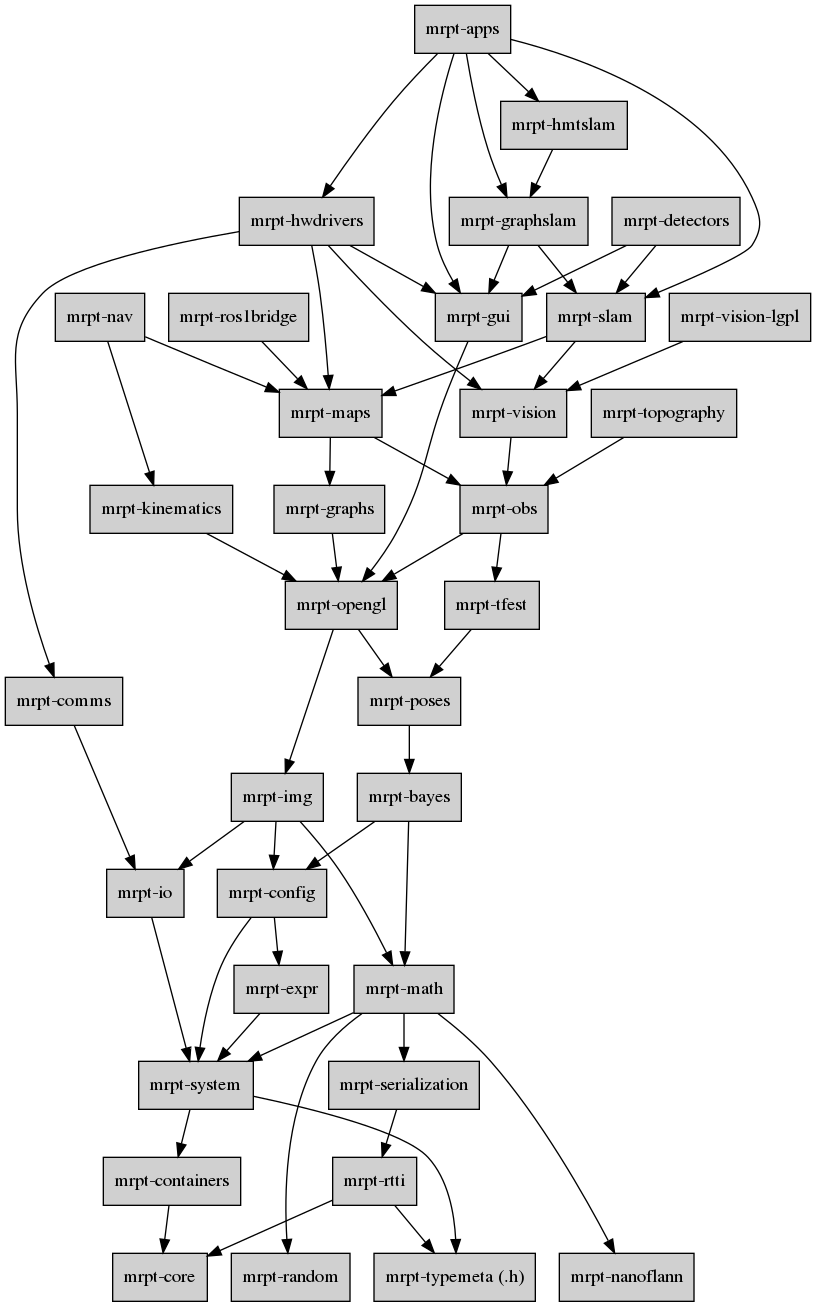 mrpt-apps
mrpt-hmtslam
mrpt-hwdrivers
mrpt-graphslam
mrpt-detectors
mrpt-nav
mrpt-ros1bridge
mrpt-gui
mrpt-slam
mrpt-vision-lgpl
mrpt-maps
mrpt-vision
mrpt-topography
mrpt-kinematics
mrpt-graphs
mrpt-obs
mrpt-opengl
mrpt-tfest
mrpt-comms
mrpt-poses
mrpt-img
mrpt-bayes
mrpt-io
mrpt-config
mrpt-expr
mrpt-math
mrpt-system
mrpt-serialization
mrpt-containers
mrpt-rtti
mrpt-core
mrpt-random
mrpt-typemeta (.h)
mrpt-nanoflann